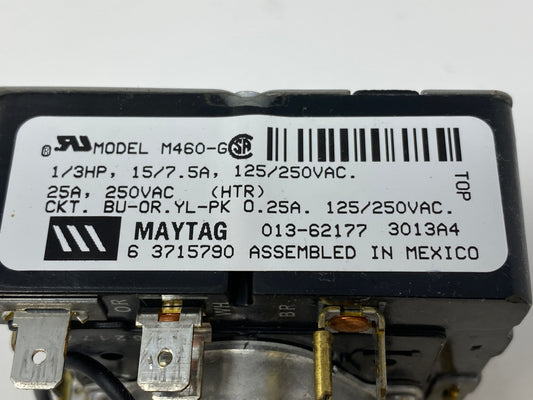 MODEL M460-G
1/3HP, 15/7.5A, 125/250VAC.
25A, 250VAC (HTR)
CKT. BU-OR.YL-PK 0.25A. 125/250VAC.
MAYTAG 013-62177 3013A4
6 3715790 ASSEMBLED IN MEXICO
TOP
OR
WH
BR